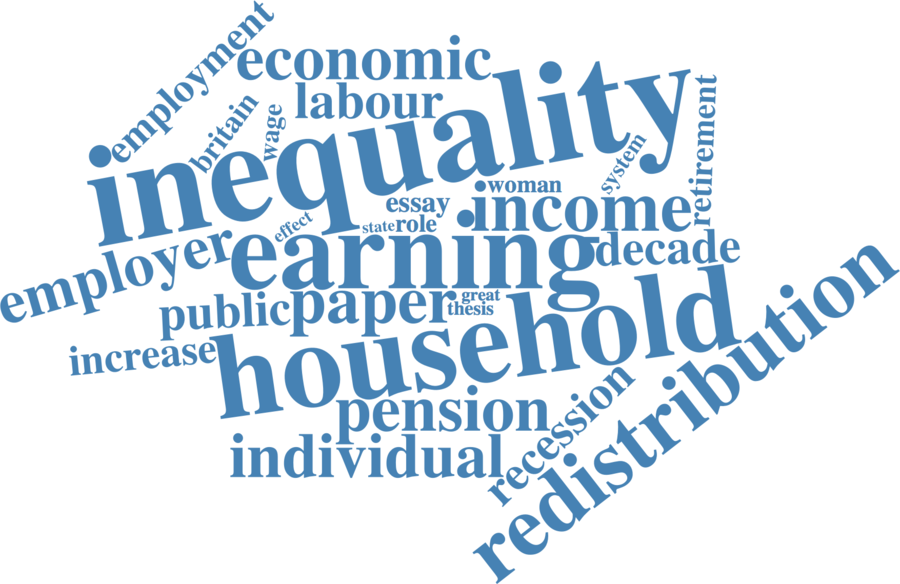 employment
economic
britain
wage
labour
inequality
system
retirement
woman
essay
income
effect
state
role
employer
earning
decade
public
paper
great
thesis
increase
household
redistribution
pension
recession
individual